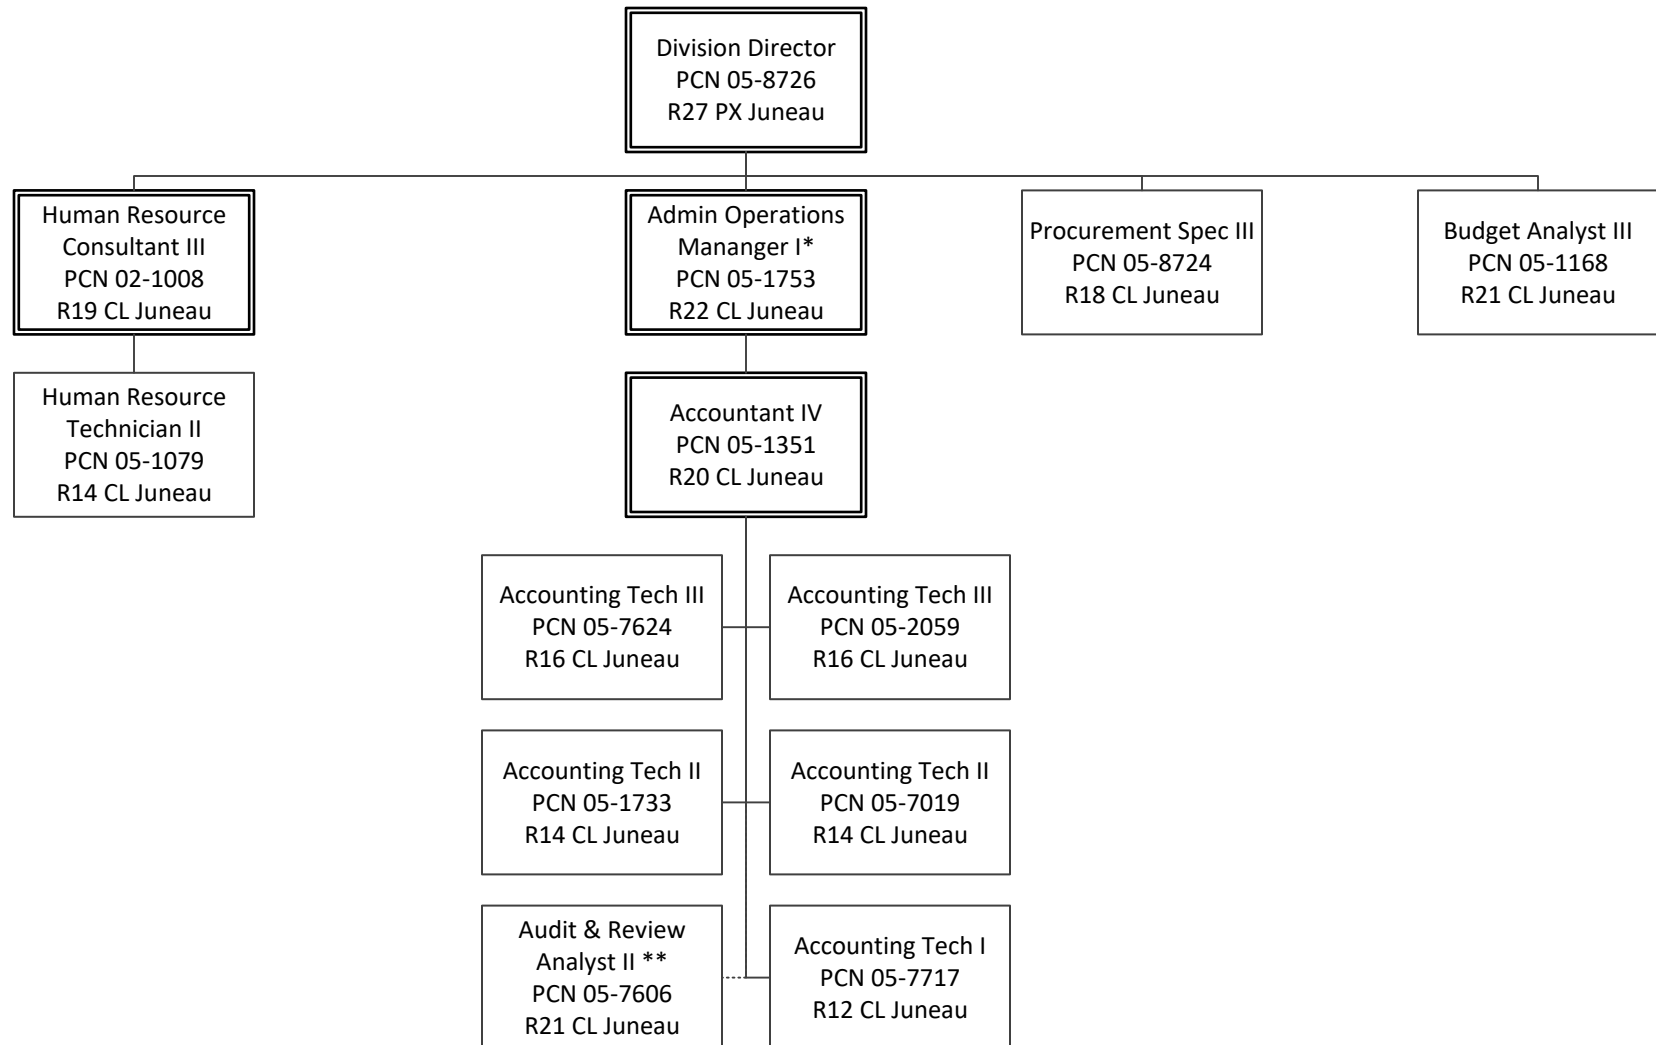 Division Director
PCN 05-8726
R27 PX Juneau
Human Resource
Consultant III
PCN 02-1008
R19 CL Juneau
Admin Operations
Mananger I*
PCN 05-1753
R22 CL Juneau
Procurement Spec III
PCN 05-8724
R18 CL Juneau
Budget Analyst III
PCN 05-1168
R21 CL Juneau
Human Resource
Technician II
PCN 05-1079
R14 CL Juneau
Accountant IV
PCN 05-1351
R20 CL Juneau
Accounting Tech III
PCN 05-7624
R16 CL Juneau
Accounting Tech III
PCN 05-2059
R16 CL Juneau
Accounting Tech II
PCN 05-1733
R14 CL Juneau
Accounting Tech II
PCN 05-7019
R14 CL Juneau
Audit & Review
Analyst II **
PCN 05-7606
R21 CL Juneau
Accounting Tech I
PCN 05-7717
R12 CL Juneau